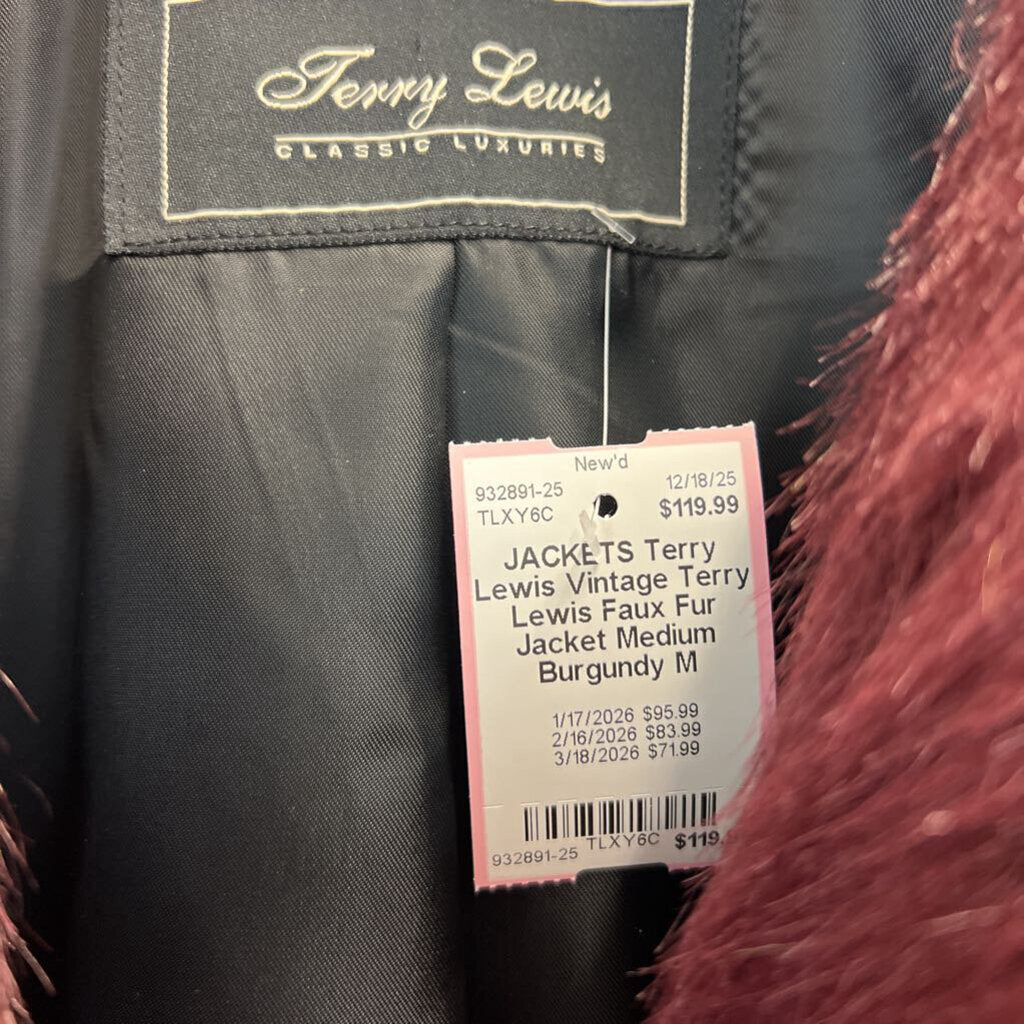 Terry Lewis
CLASSIC LUXURIES
New'd
932891-25 12/18/25
TLXY6C $119.99
JACKETS Terry
Lewis Vintage Terry
Lewis Faux Fur
Jacket Medium
Burgundy M
1/17/2026 $95.99
2/16/2026 $83.99
3/18/2026 $71.99
932891-25 TLXY6C $119.